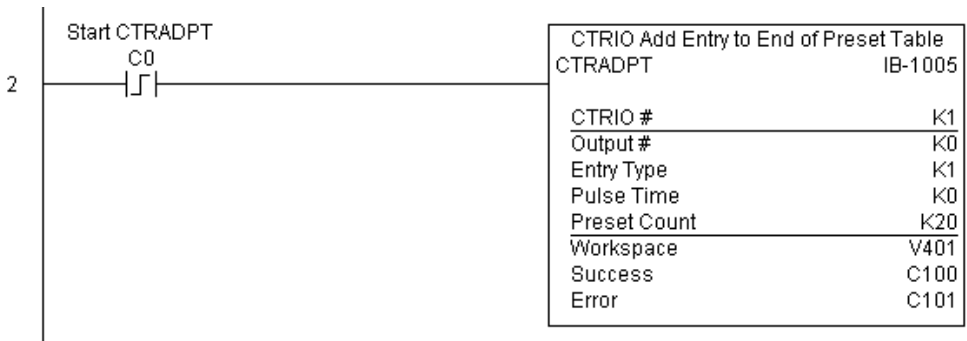 Start CTRADPT
C0
2
CTRIO Add Entry to End of Preset Table
CTRADPT IB-1005
CTRIO # K1
Output # K0
Entry Type K1
Pulse Time K0
Preset Count K20
Workspace V401
Success C100
Error C101